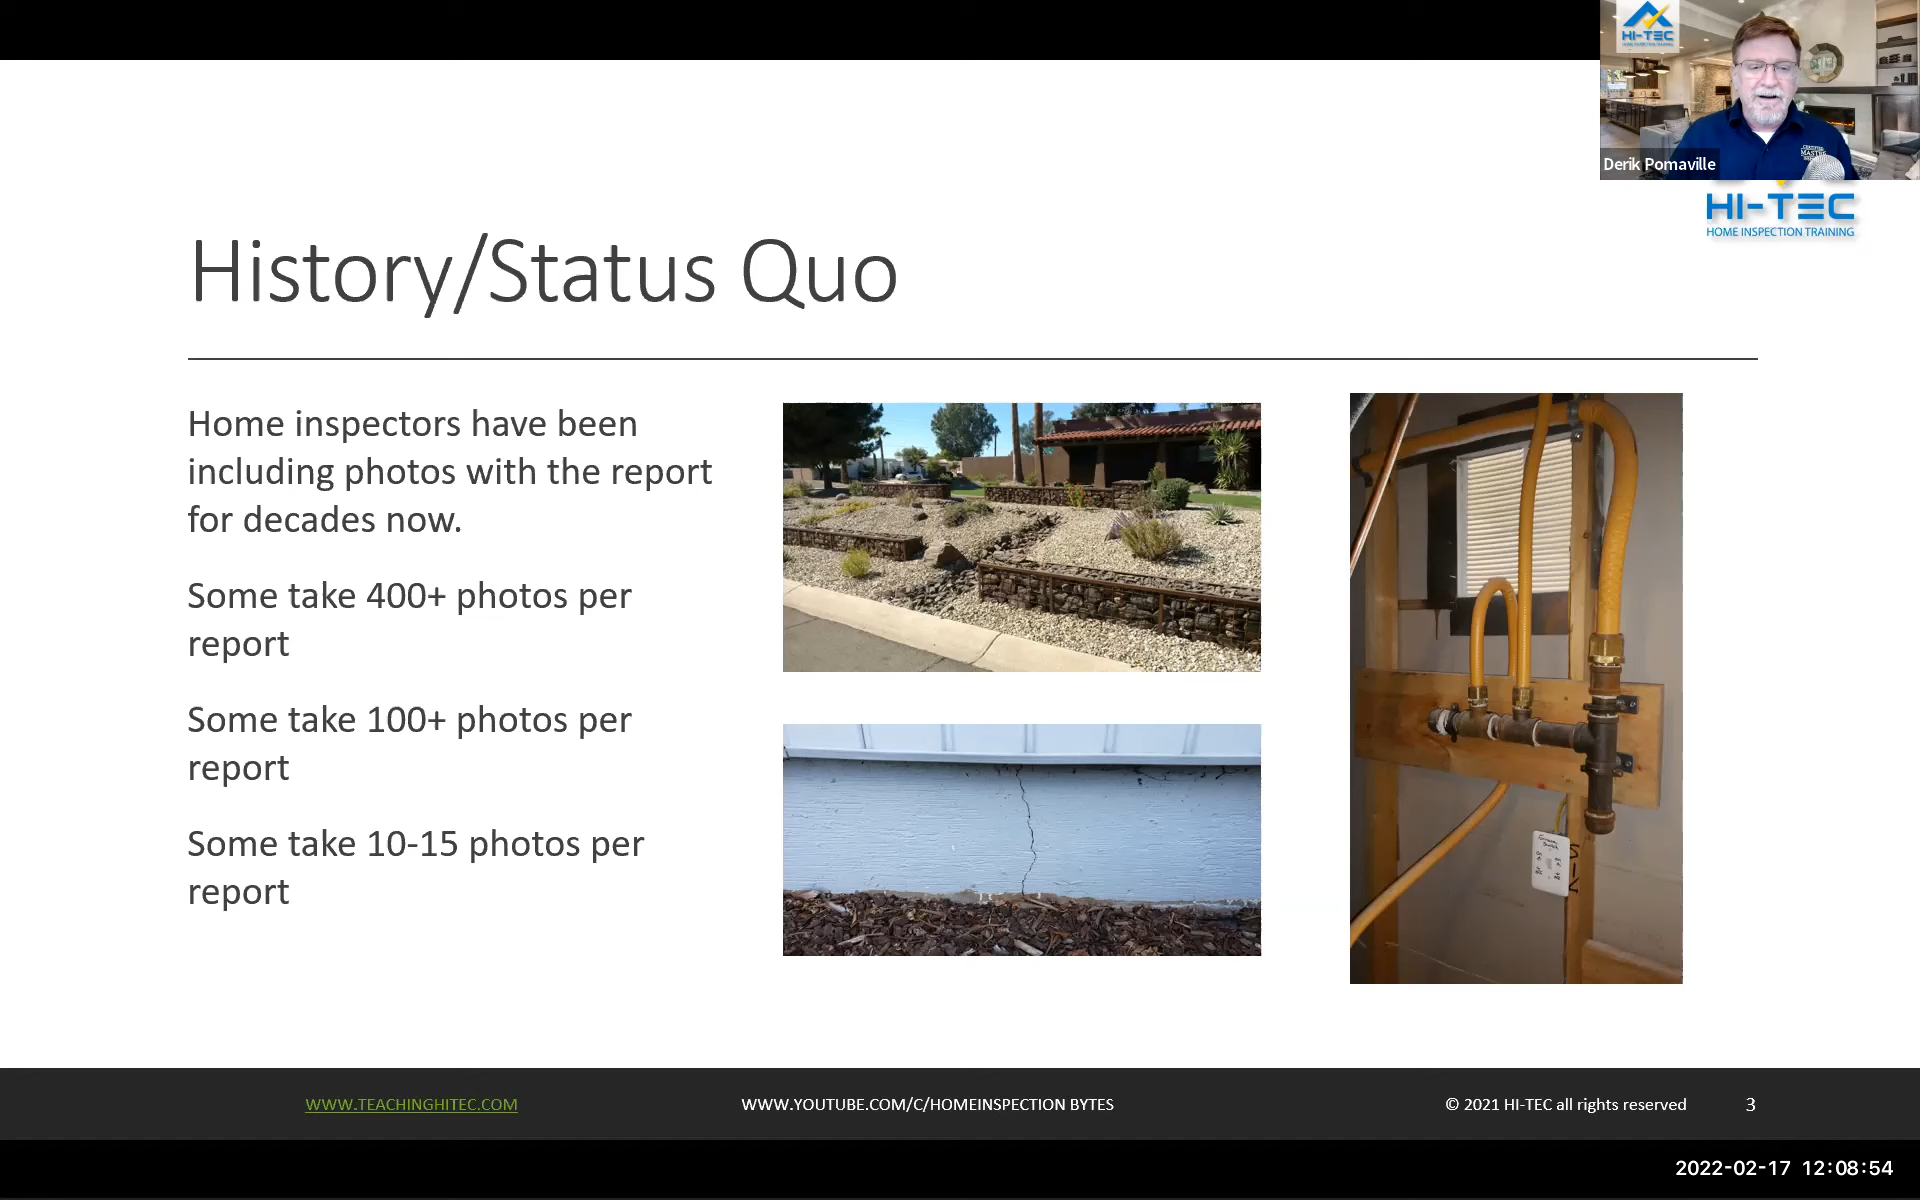 HI-TEC
Derik Pomaville
HI-TEC
HOME INSPECTION TRAINING
History/Status Quo
Home inspectors have been
including photos with the report
for decades now.
Some take 400+ photos per
report
Some take 100+ photos per
report
Some take 10-15 photos per
report
WWW.TEACHINGHITEC.COM
WWW.YOUTUBE.COM/C/HOMEINSPECTION BYTES
© 2021 HI-TEC all rights reserved
3
2022-02-17 12:08:54